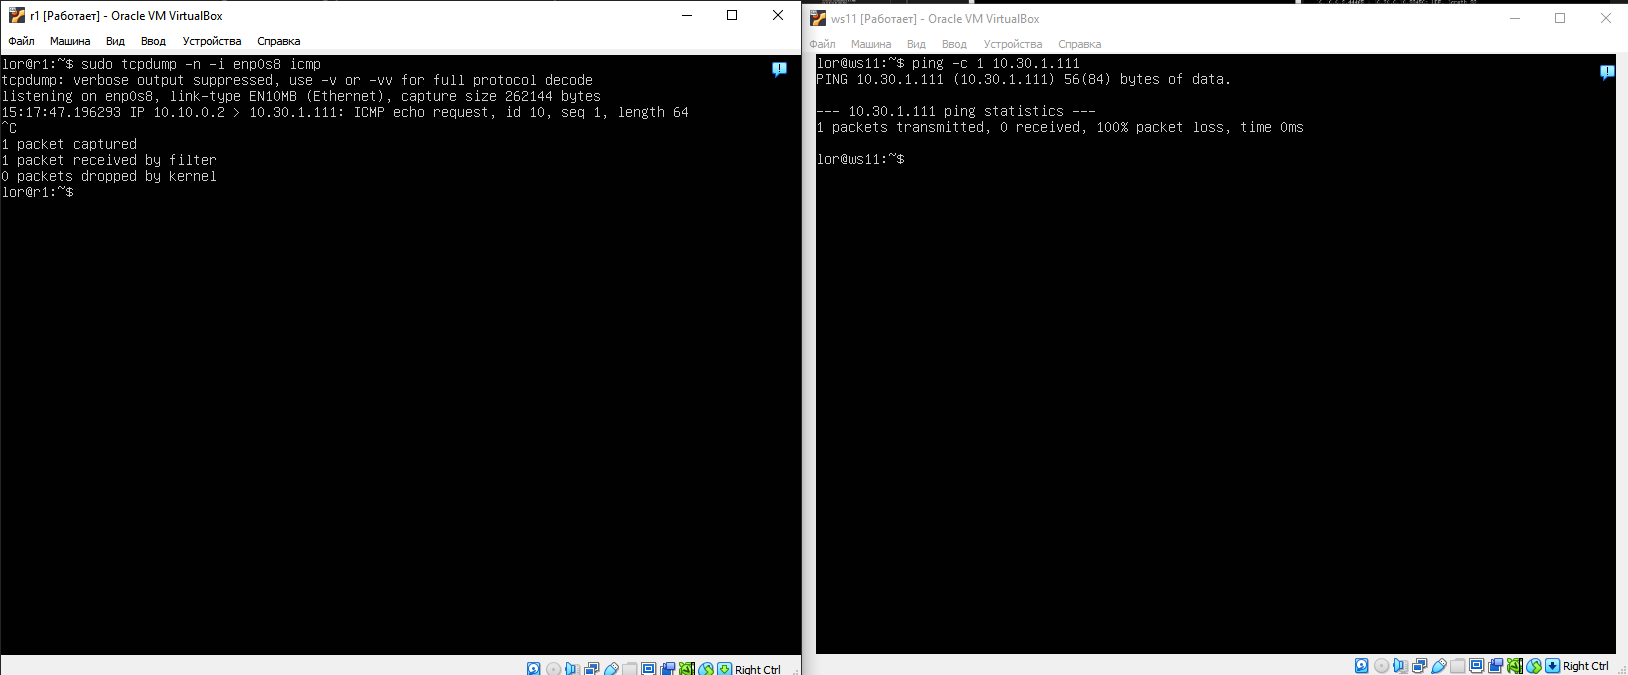 r1 [Работает] - Oracle VM VirtualBox
Файл Машина Вид Ввод Устройства Справка
lor@r1:~$ sudo tcpdump -n -i enp0s8 icmp
tcpdump: verbose output suppressed, use -v or -vv for full protocol decode
listening on enp0s8, link-type EN10MB (Ethernet), capture size 262144 bytes
15:17:47.196293 IP 10.10.0.2 > 10.30.1.111: ICMP echo request, id 10, seq 1, length 64
^C
1 packet captured
1 packet received by filter
0 packets dropped by kernel
lor@r1:~$
Right Ctrl
ws11 [Работает] - Oracle VM VirtualBox
Файл Машина Вид Ввод Устройства Справка
lor@ws11:~$ ping -c 1 10.30.1.111
PING 10.30.1.111 (10.30.1.111) 56(84) bytes of data.
--- 10.30.1.111 ping statistics ---
1 packets transmitted, 0 received, 100% packet loss, time 0ms
lor@ws11:~$
Right Ctrl